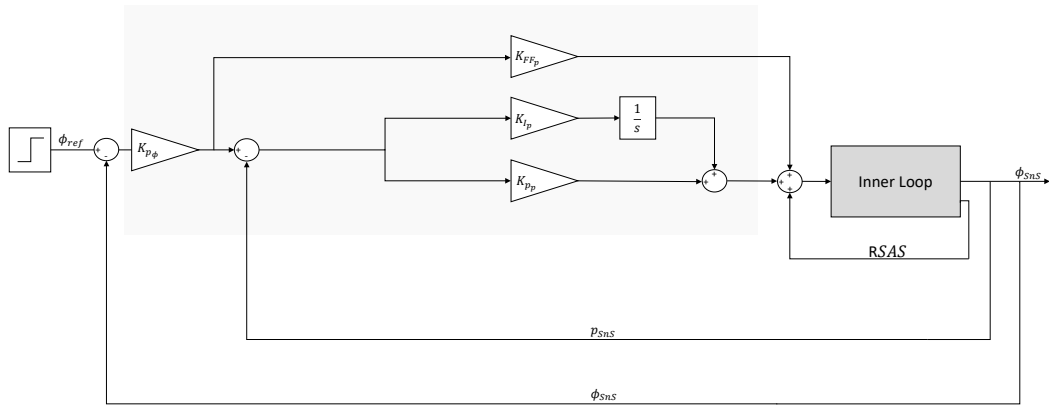 K_{FF_p}
ϕ_{ref}
K_{p_ϕ}
K_{I_p}
1
s
K_{p_p}
Inner Loop
ϕ_{SnS}
RSAS
p_{SnS}
ϕ_{SnS}
+
-
+
-
+
+
+
+
+